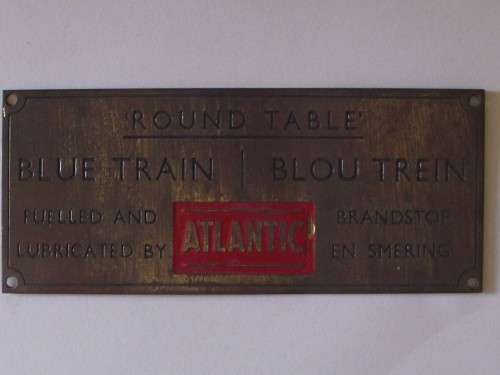 'ROUND TABLE'
BLUE TRAIN | BLOU TREIN
FUELLED AND BRANDSTOF
LUBRICATED BY ATLANTIC EN SMERING